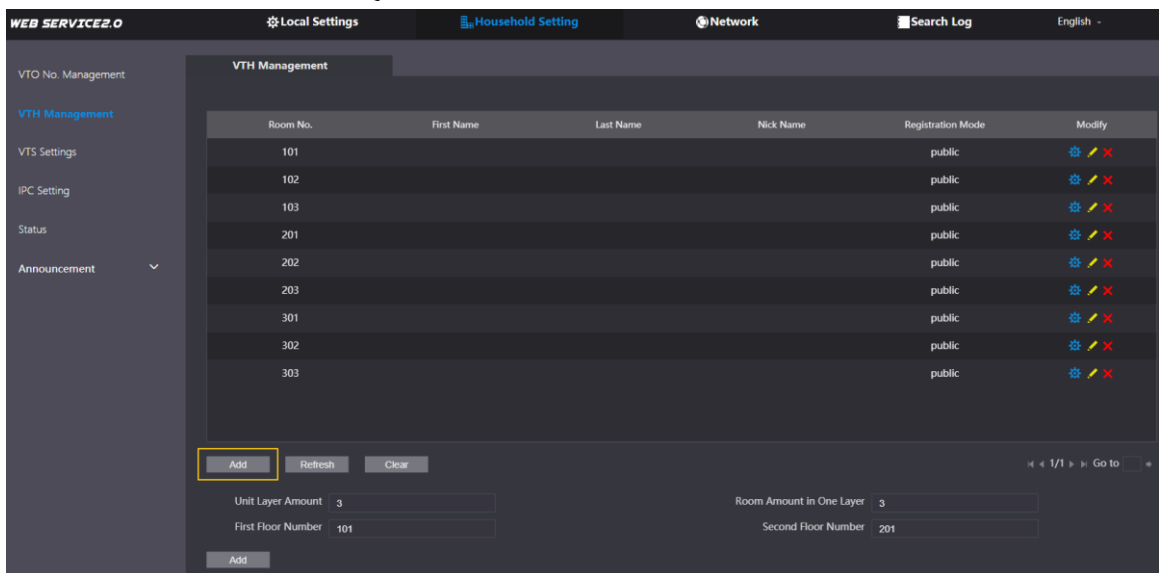 WEB SERVICE2.0 Local Settings Household Setting Network Search Log English
VTO No. Management
VTH Management
VTS Settings
IPC Setting
Status
Announcement
VTH Management
Room No. First Name Last Name Nick Name Registration Mode Modify
101 public
102 public
103 public
201 public
202 public
203 public
301 public
302 public
303 public
Add Refresh Clear 1/1 Go to
Unit Layer Amount 3 Room Amount in One Layer 3
First Floor Number 101 Second Floor Number 201
Add